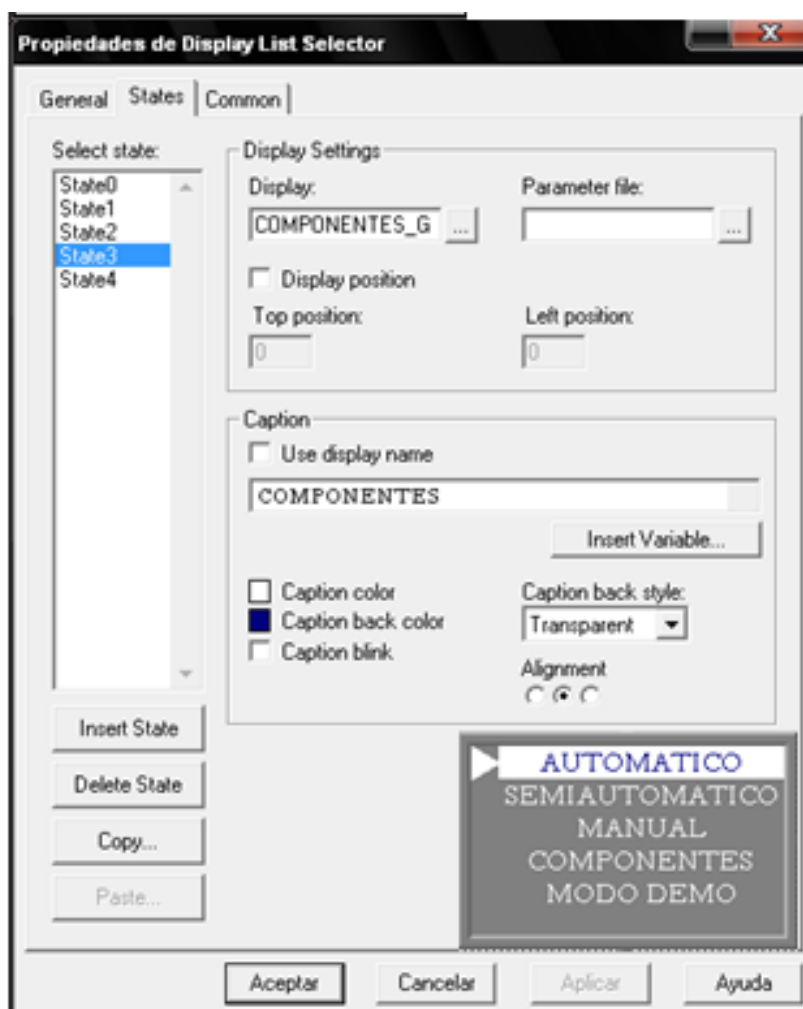 Propiedades de Display List Selector
General States Common
Select state:
State0
State1
State2
State3
State4
Display Settings
Display: Parameter file:
COMPONENTES_G ... ...
Display position
Top position: Left position:
0 0
Caption
Use display name
COMPONENTES
Insert Variable...
Caption color Caption back style:
Caption back color Transparent
Caption blink
Alignment
Insert State
Delete State
Copy...
Paste...
AUTOMATICO
SEMIAUTOMATICO
MANUAL
COMPONENTES
MODO DEMO
Aceptar Cancelar Aplicar Ayuda